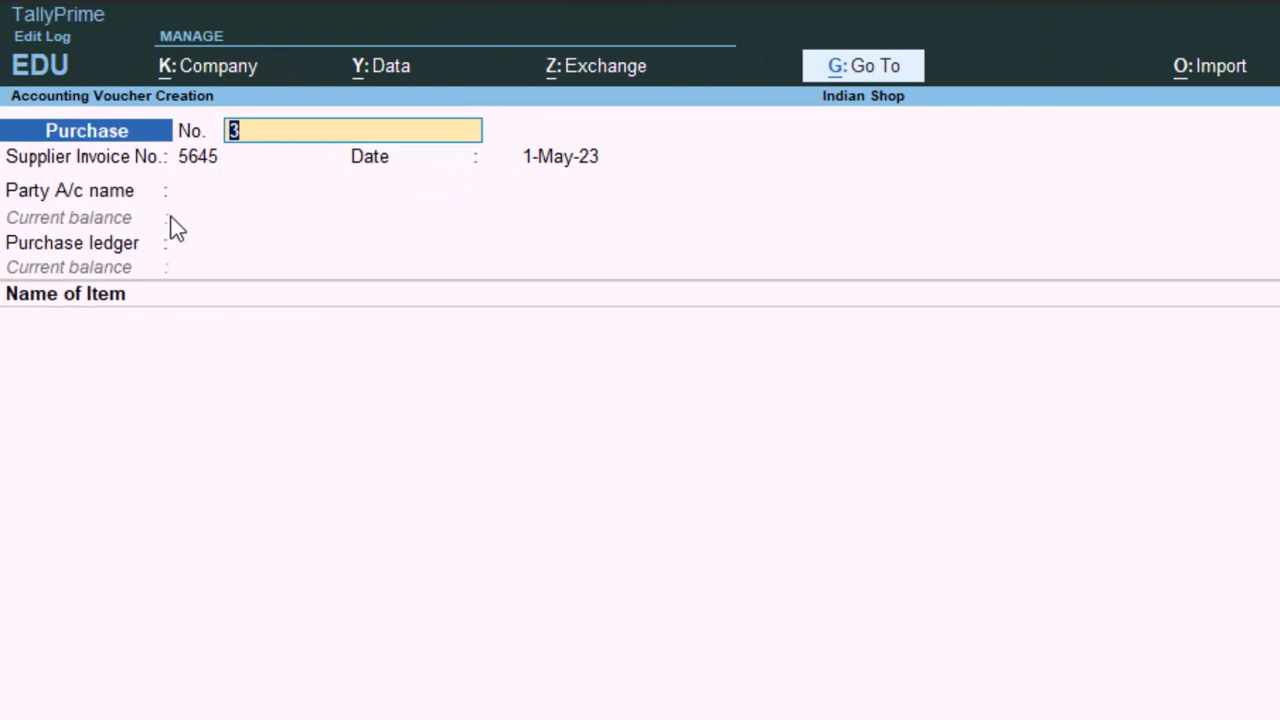 TallyPrime
Edit Log MANAGE
EDU K: Company Y: Data Z: Exchange G: Go To O: Import
Accounting Voucher Creation Indian Shop
Purchase No. 3
Supplier Invoice No.: 5645 Date : 1-May-23
Party A/c name :
Current balance :
Purchase ledger :
Current balance :
Name of Item